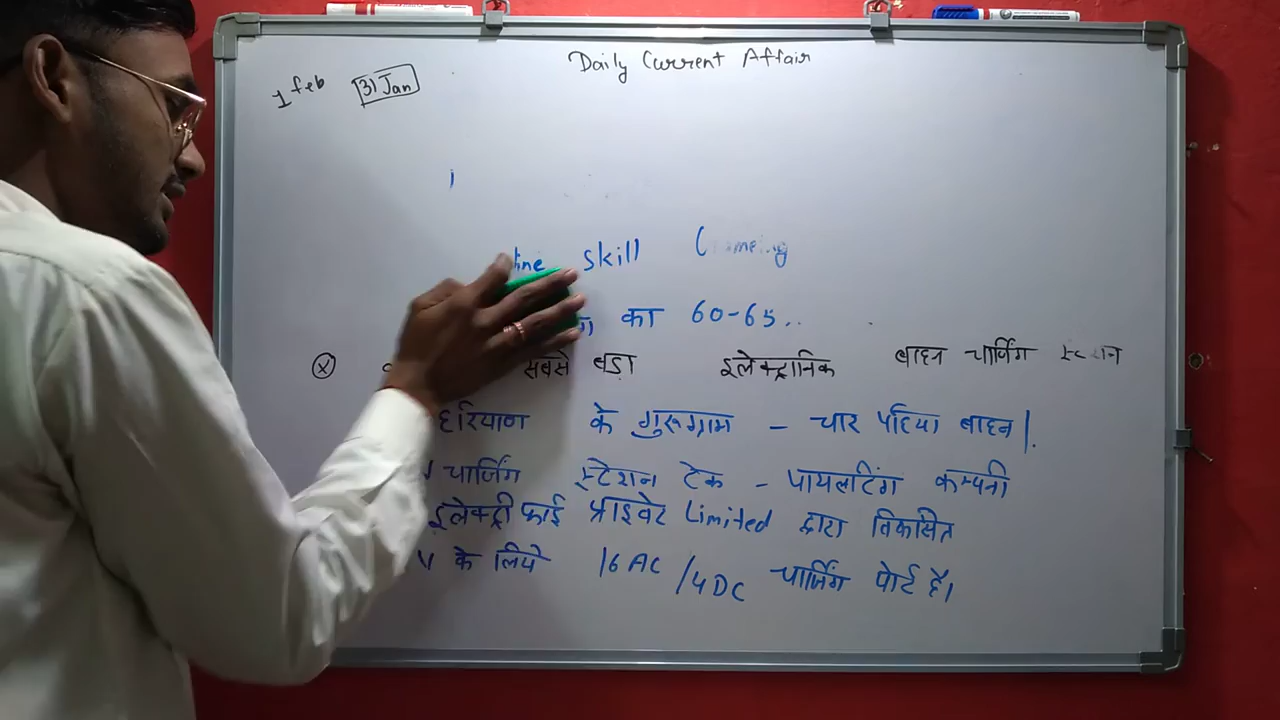 Daily Current Affair
1 feb 31 Jan
skill
का 60-65..
सबसे बड़ा इलेक्ट्रानिक वाहन चार्जिंग
हरियाणा के गुरुग्राम - चार पहिया वाहन।.
चार्जिंग स्टेशन टेक - पायलटिंग कम्पनी
इलेक्ट्रीफाई प्राइवेट Limited द्वारा विकसित
के लिये 16 AC / 4 DC चार्जिंग पोर्ट है।